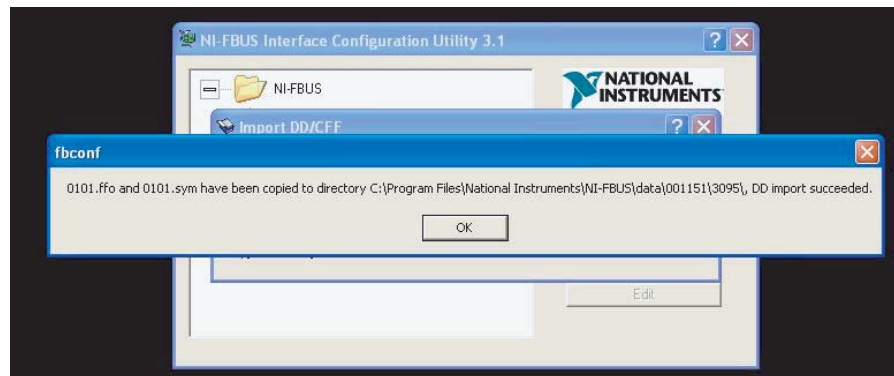 NI-FBUS Interface Configuration Utility 3.1
NI-FBUS
NATIONAL
INSTRUMENTS
Import DD/CFF
fbconf
0101.ffo and 0101.sym have been copied to directory C:\Program Files\National Instruments\NI-FBUS\data\001151\3095\, DD import succeeded.
OK
Edit